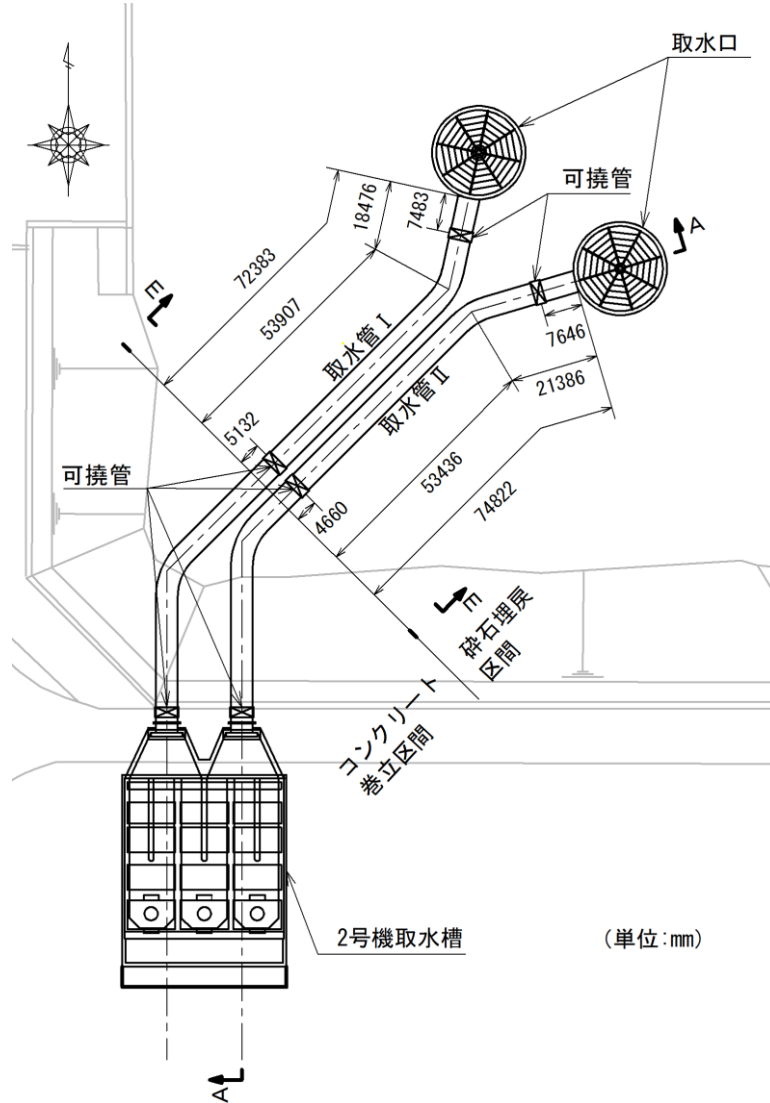 取水口
可撓管
7483
18476
72383
53907
A
E
取水管Ⅰ
7646
21386
取水管Ⅱ
5132
可撓管
53436
74822
4660
E
砕石埋戻
区間
コンクリート
巻立区間
2号機取水槽
(単位:mm)
A